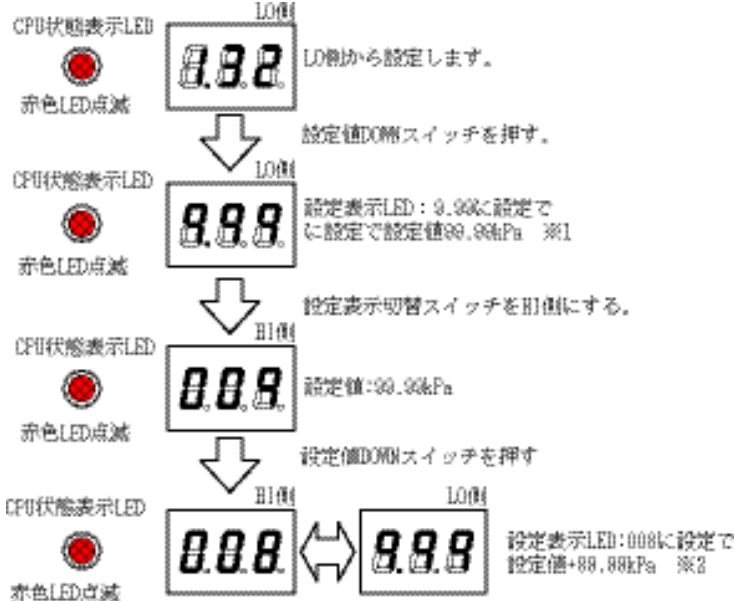 LO側
CPU状態表示LED
1.32
LO側から設定します。
赤色LED点滅
設定値DOWNスイッチを押す。
LO側
CPU状態表示LED
9.99
設定表示LED：9.99に設定で
に設定で設定値99.99kPa ※1
赤色LED点滅
設定表示切替スイッチをHI側にする。
HI側
CPU状態表示LED
009
設定値:99.99kPa
赤色LED点滅
設定値DOWNスイッチを押す
HI側
LO側
CPU状態表示LED
008
9.99
設定表示LED:008に設定で
設定値 ※2
赤色LED点滅